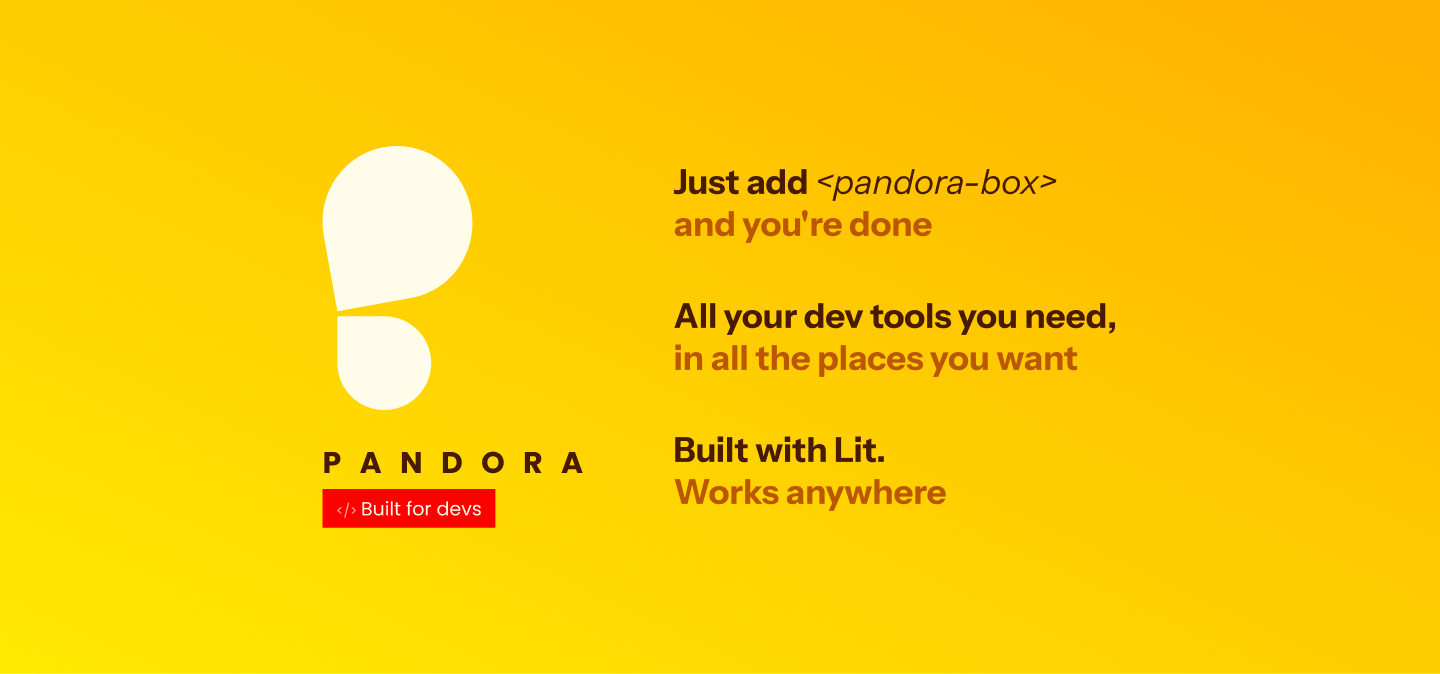 PANDORA
</> Built for devs
Just add <pandora-box>
and you're done
All your dev tools you need,
in all the places you want
Built with Lit.
Works anywhere